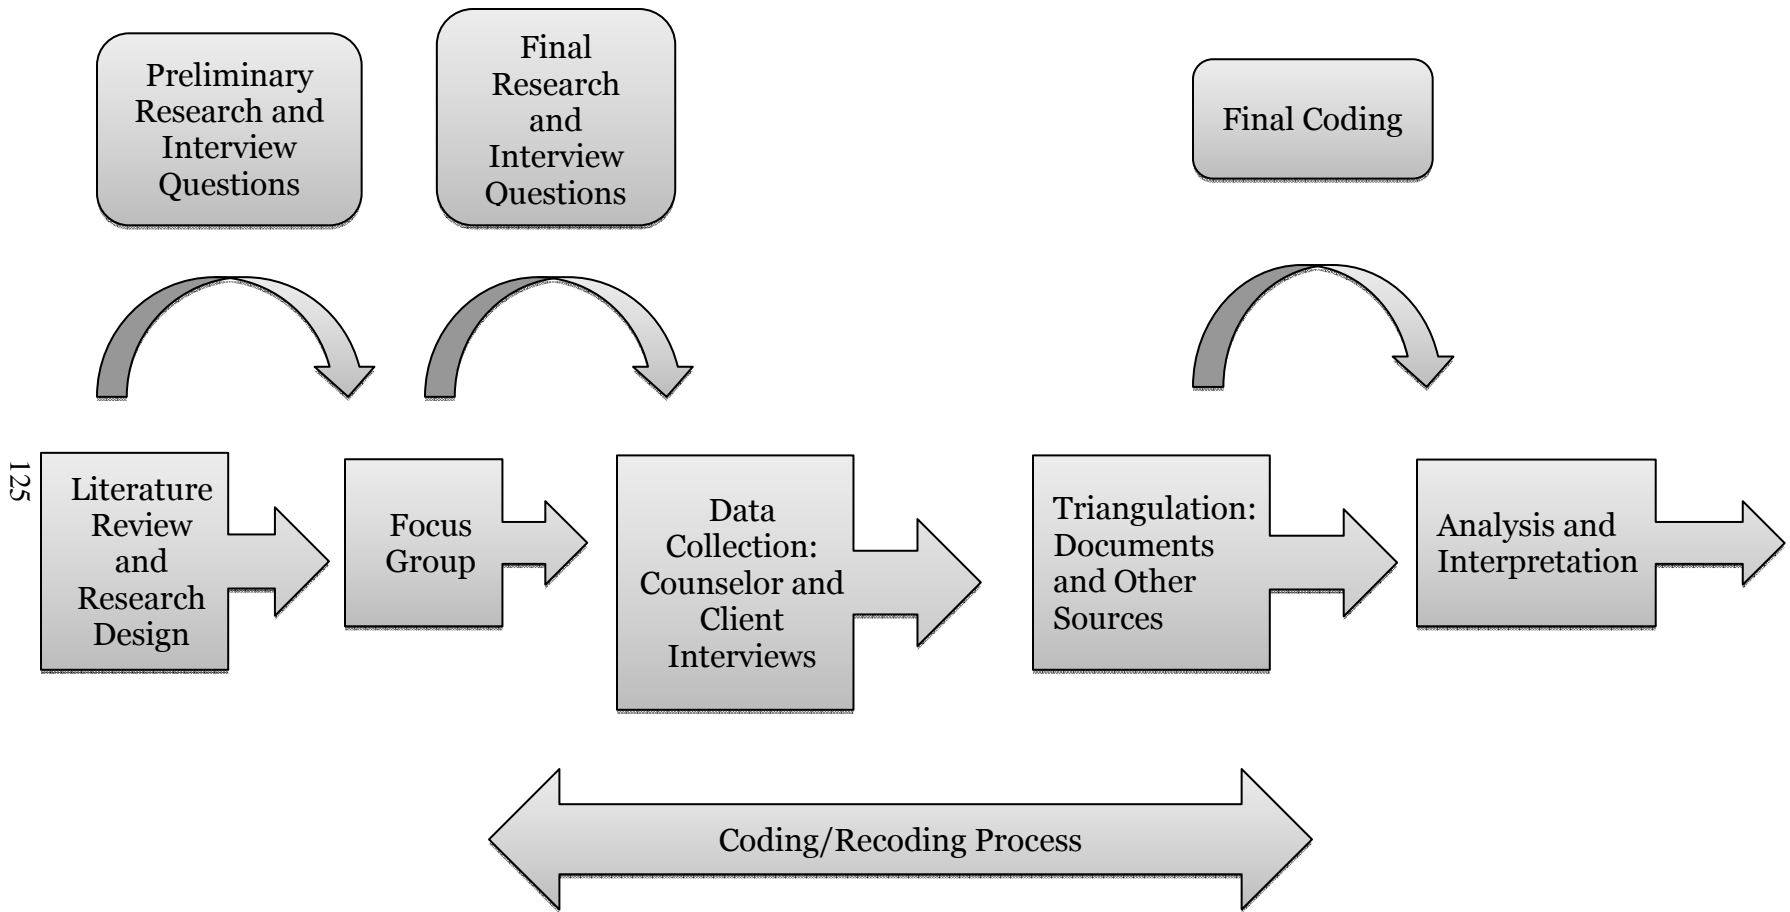 Preliminary
Research and
Interview
Questions
Final
Research
and
Interview
Questions
Final Coding
125
Literature
Review
and
Research
Design
Focus
Group
Data
Collection:
Counselor and
Client
Interviews
Triangulation:
Documents
and Other
Sources
Analysis and
Interpretation
Coding/Recoding Process